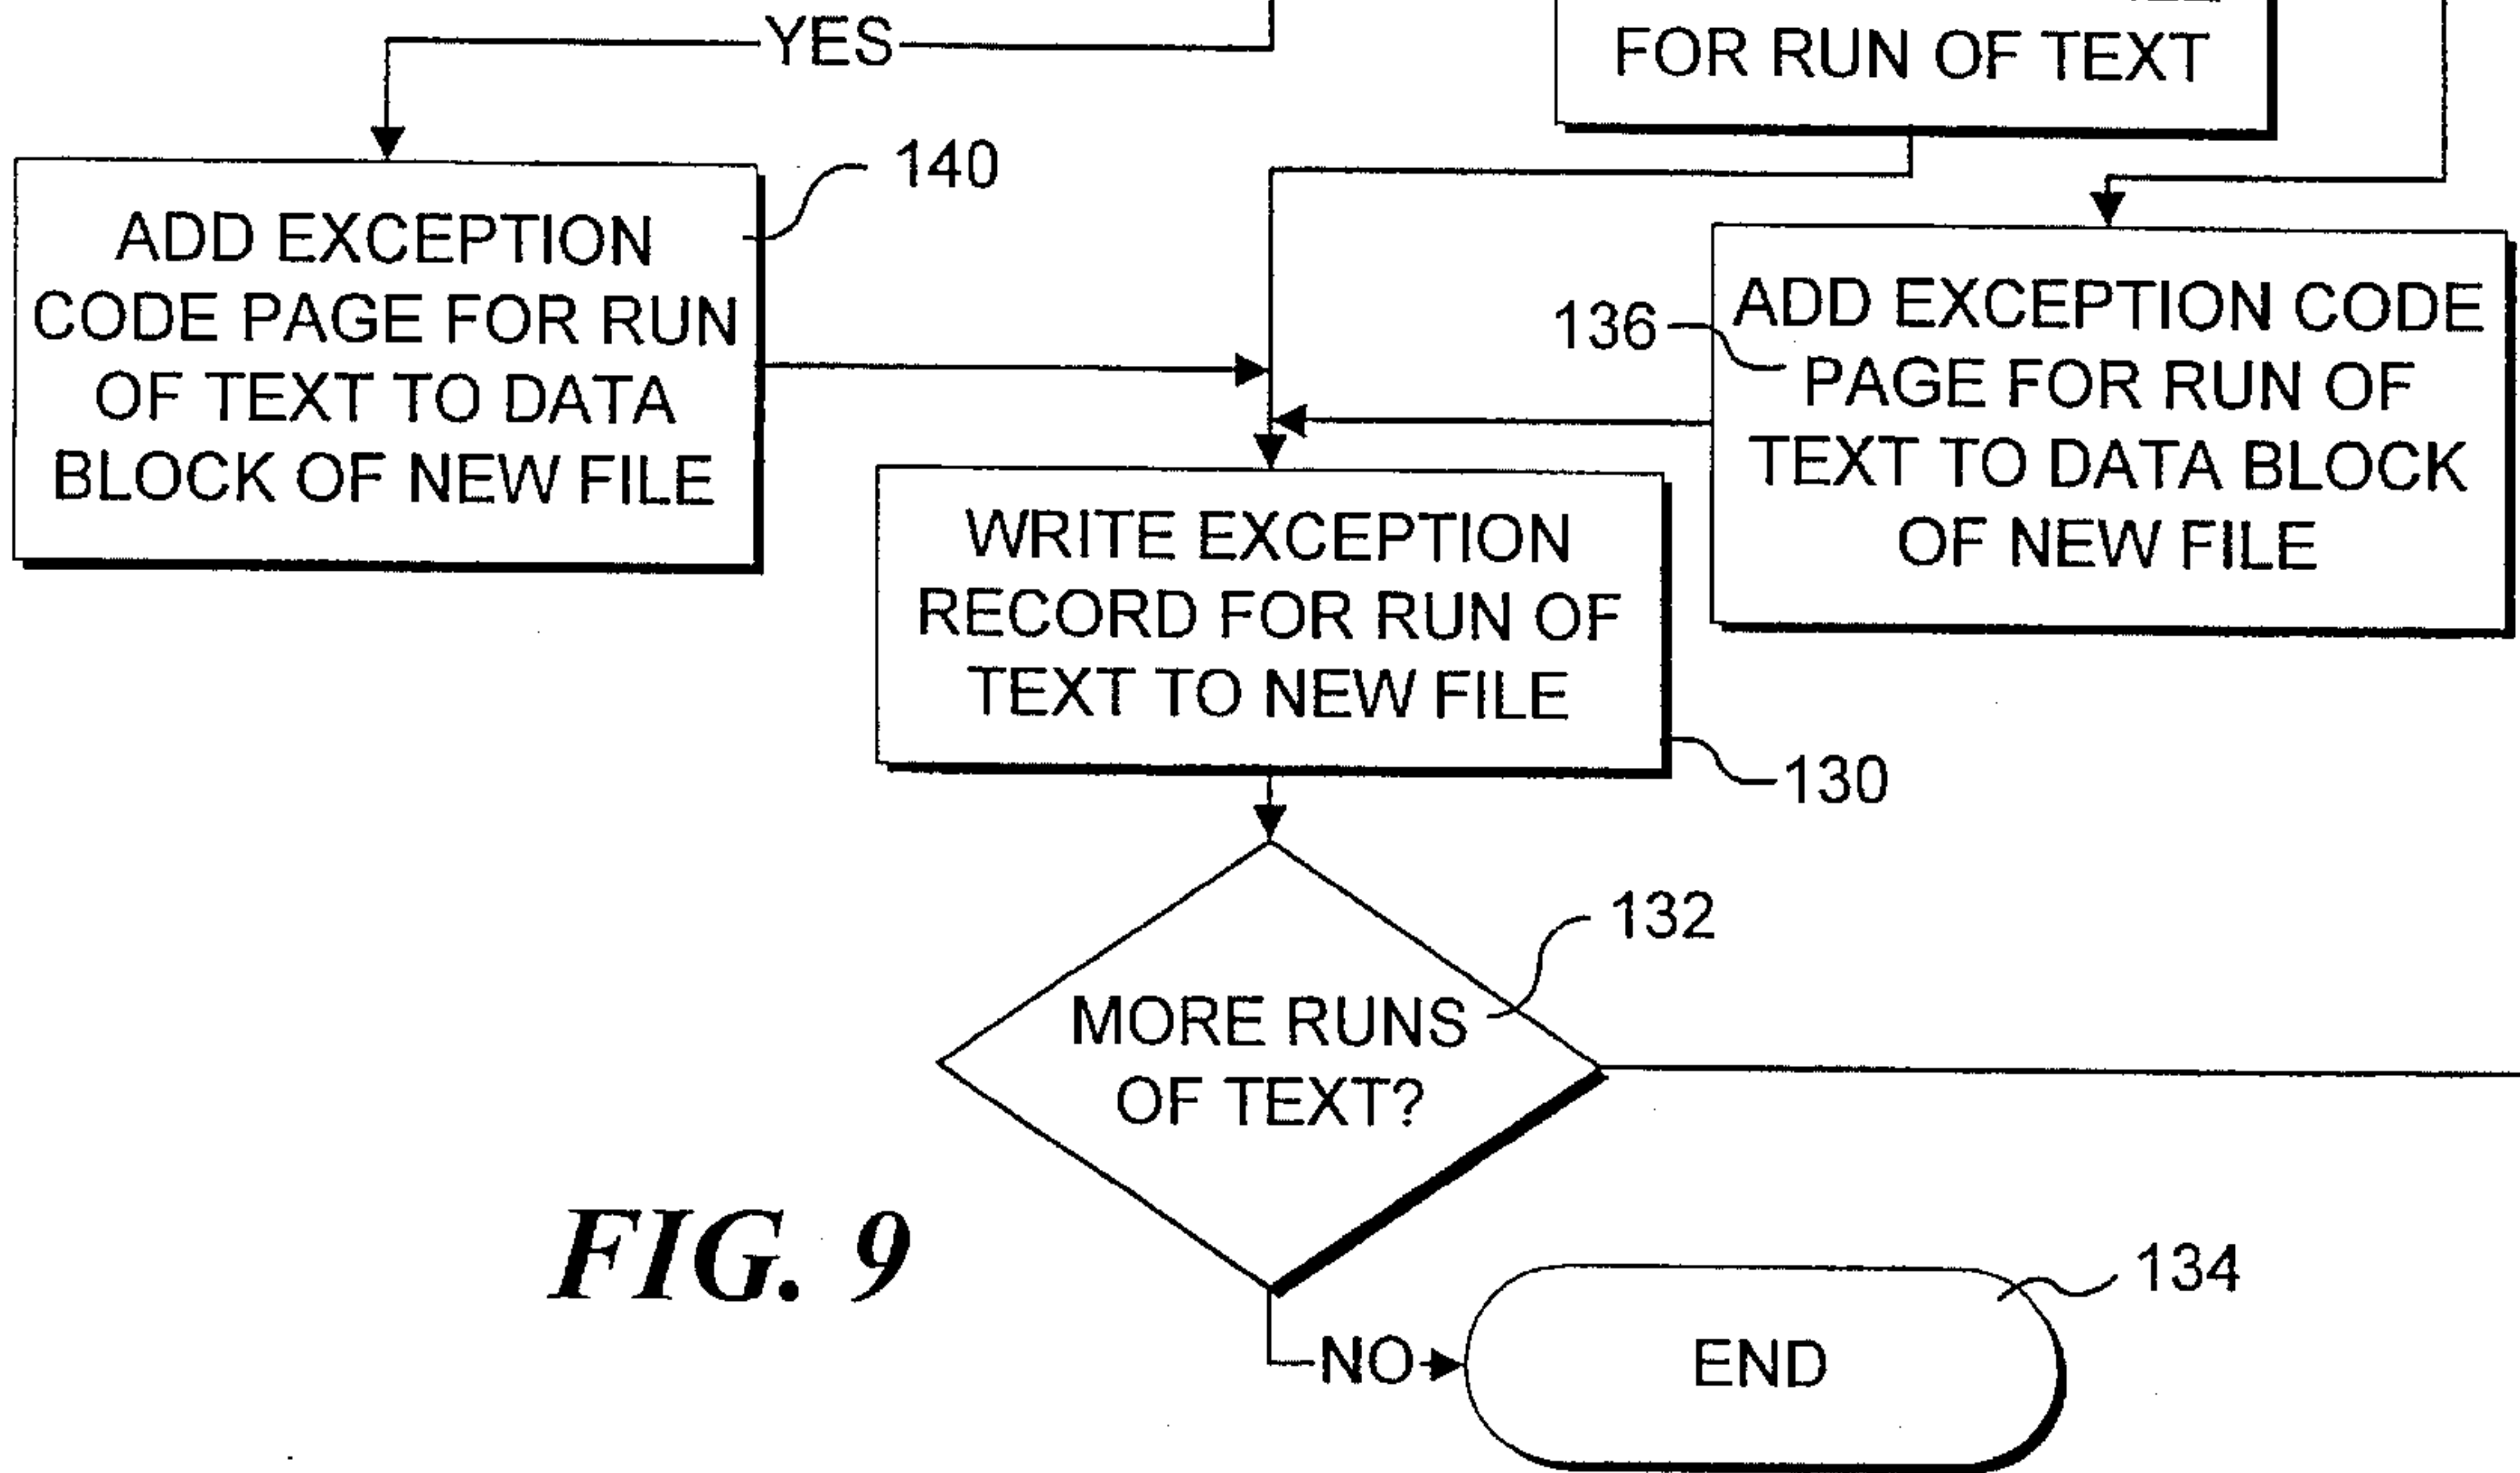 YES
FOR RUN OF TEXT
140
ADD EXCEPTION
CODE PAGE FOR RUN
OF TEXT TO DATA
BLOCK OF NEW FILE
136
ADD EXCEPTION CODE
PAGE FOR RUN OF
TEXT TO DATA BLOCK
OF NEW FILE
WRITE EXCEPTION
RECORD FOR RUN OF
TEXT TO NEW FILE
130
132
MORE RUNS
OF TEXT?
FIG. 9
134
NO
END